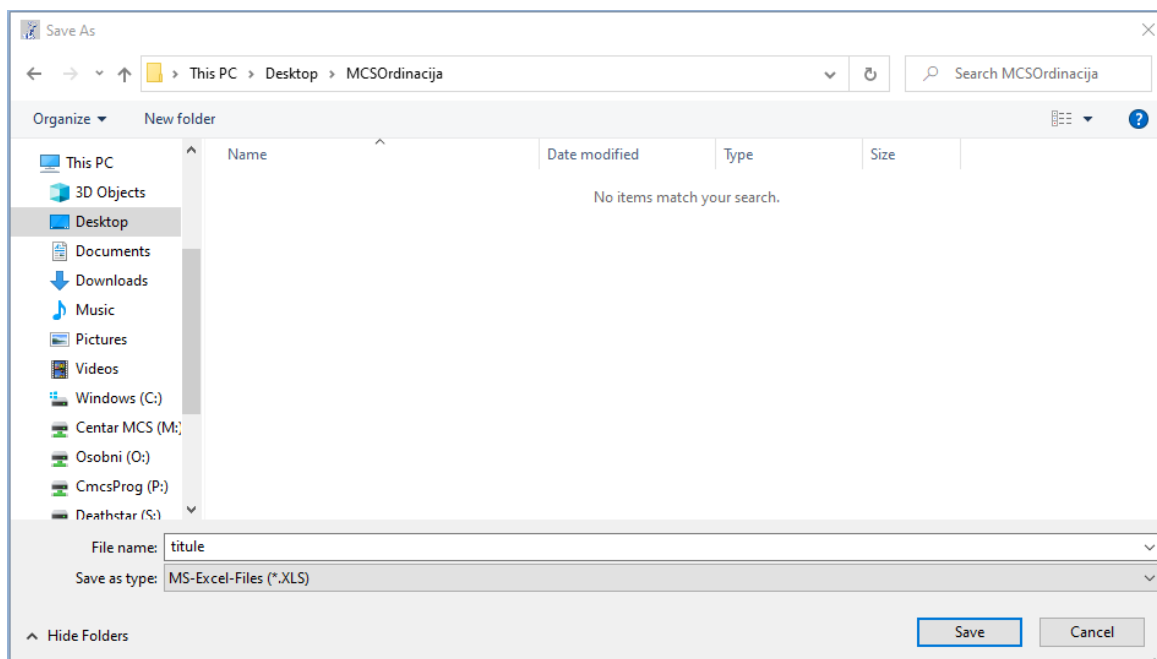 Save As
This PC > Desktop > MCSOrdinacija
Search MCSOrdinacija
Organize
New folder
?
Name
Date modified
Type
Size
No items match your search.
This PC
3D Objects
Desktop
Documents
Downloads
Music
Pictures
Videos
Windows (C:)
Centar MCS (M:)
Osobni (O:)
CmcsProg (P:)
Deathstar (S:)
File name: titule
Save as type: MS-Excel-Files (*.XLS)
Hide Folders
Save
Cancel